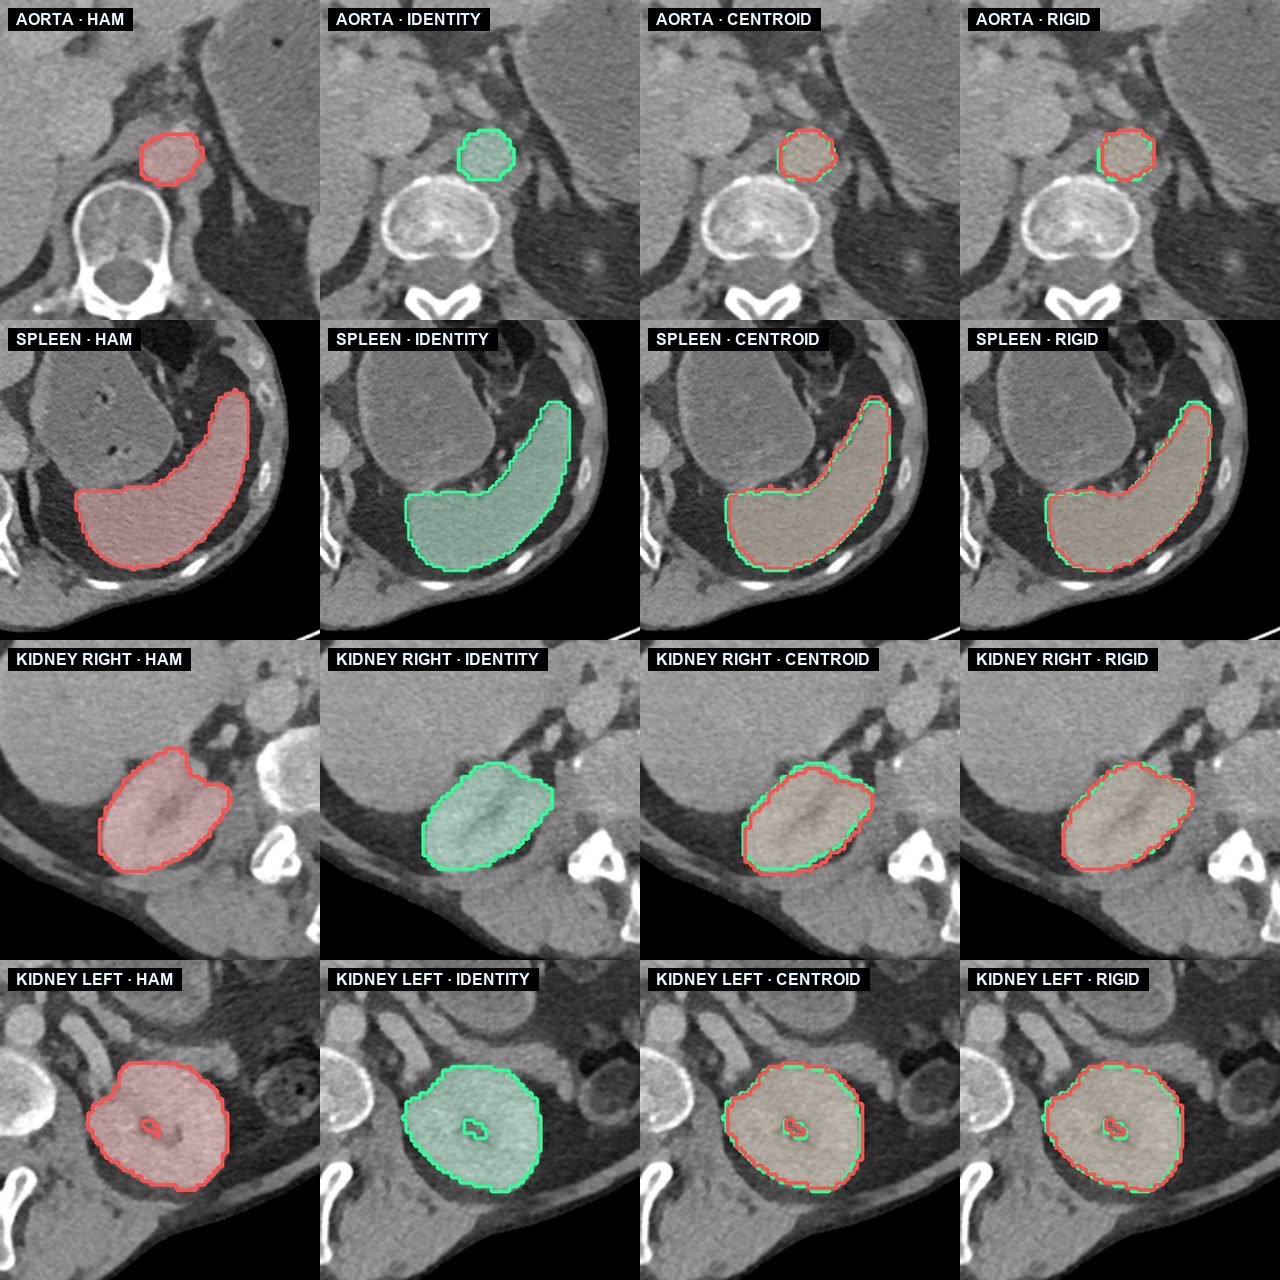 AORTA · HAM
AORTA · IDENTITY
AORTA · CENTROID
AORTA · RIGID
SPLEEN · HAM
SPLEEN · IDENTITY
SPLEEN · CENTROID
SPLEEN · RIGID
KIDNEY RIGHT · HAM
KIDNEY RIGHT · IDENTITY
KIDNEY RIGHT · CENTROID
KIDNEY RIGHT · RIGID
KIDNEY LEFT · HAM
KIDNEY LEFT · IDENTITY
KIDNEY LEFT · CENTROID
KIDNEY LEFT · RIGID